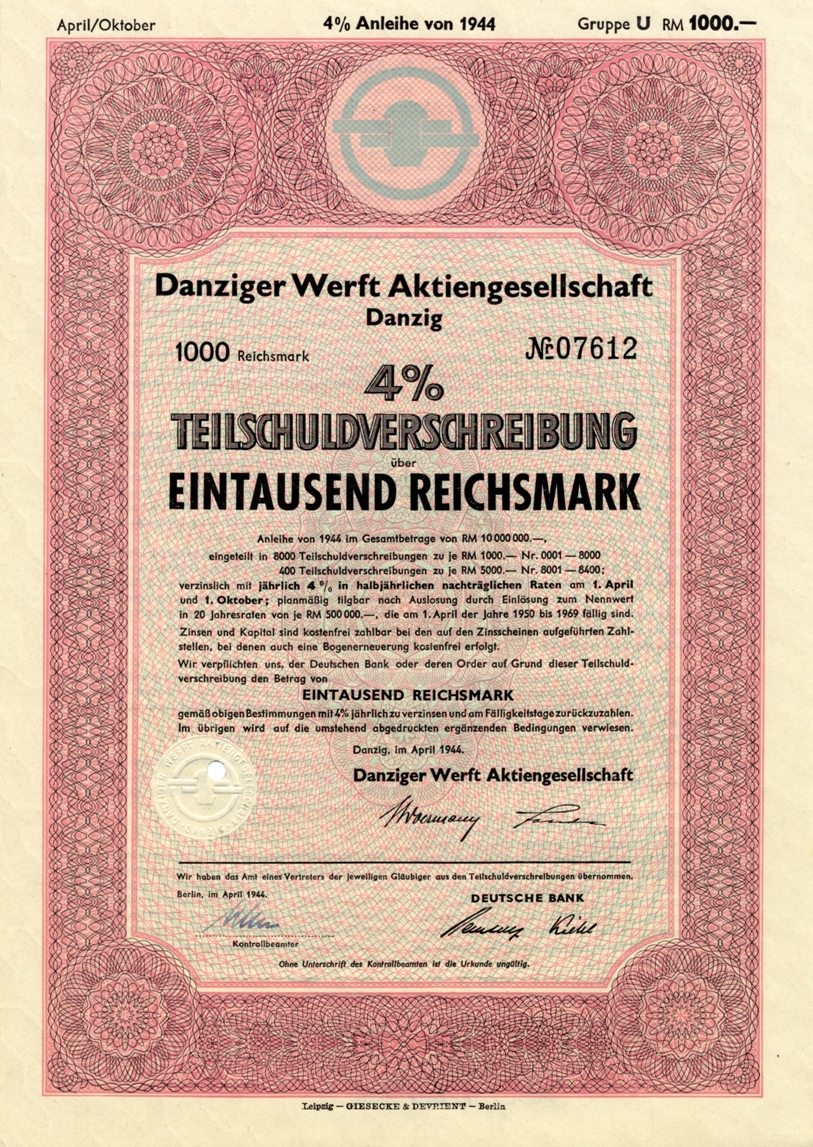 April/Oktober 4% Anleihe von 1944 Gruppe U RM 1000.—
Danziger Werft Aktiengesellschaft
Danzig
1000 Reichsmark № 07612
4%
TEILSCHULDVERSCHREIBUNG
über
EINTAUSEND REICHSMARK
Anleihe von 1944 im Gesamtbetrage von RM 10 000 000.—,
eingeteilt in 8000 Teilschuldverschreibungen zu je RM 1000.— Nr. 0001 — 8000
400 Teilschuldverschreibungen zu je RM 5000.— Nr. 8001 — 8400;
verzinslich mit jährlich 4% in halbjährlichen nachträglichen Raten am 1. April
und 1. Oktober; planmäßig tilgbar nach Auslosung durch Einlösung zum Nennwert
in 20 Jahresraten von je RM 500 000.—, die am 1. April der Jahre 1950 bis 1969 fällig sind.
Zinsen und Kapital sind kostenfrei zahlbar bei den auf den Zinsscheinen aufgeführten Zahl-
stellen, bei denen auch eine Bogenerneuerung kostenfrei erfolgt.
Wir verpflichten uns, der Deutschen Bank oder deren Order auf Grund dieser Teilschuld-
verschreibung den Betrag von
EINTAUSEND REICHSMARK
gemäß obigen Bestimmungen mit 4% jährlich zu verzinsen und am Fälligkeitstage zurückzuzahlen.
Im übrigen wird auf die umstehend abgedruckten ergänzenden Bedingungen verwiesen.
Danzig, im April 1944.
Danziger Werft Aktiengesellschaft
Wir haben das Amt eines Vertreters der jeweiligen Gläubiger aus den Teilschuldverschreibungen übernommen.
Berlin, im April 1944.
DEUTSCHE BANK
Kontrollbeamter
Ohne Unterschrift des Kontrollbeamten ist die Urkunde ungültig.
Leipzig — GIESECKE & DEVRIENT — Berlin